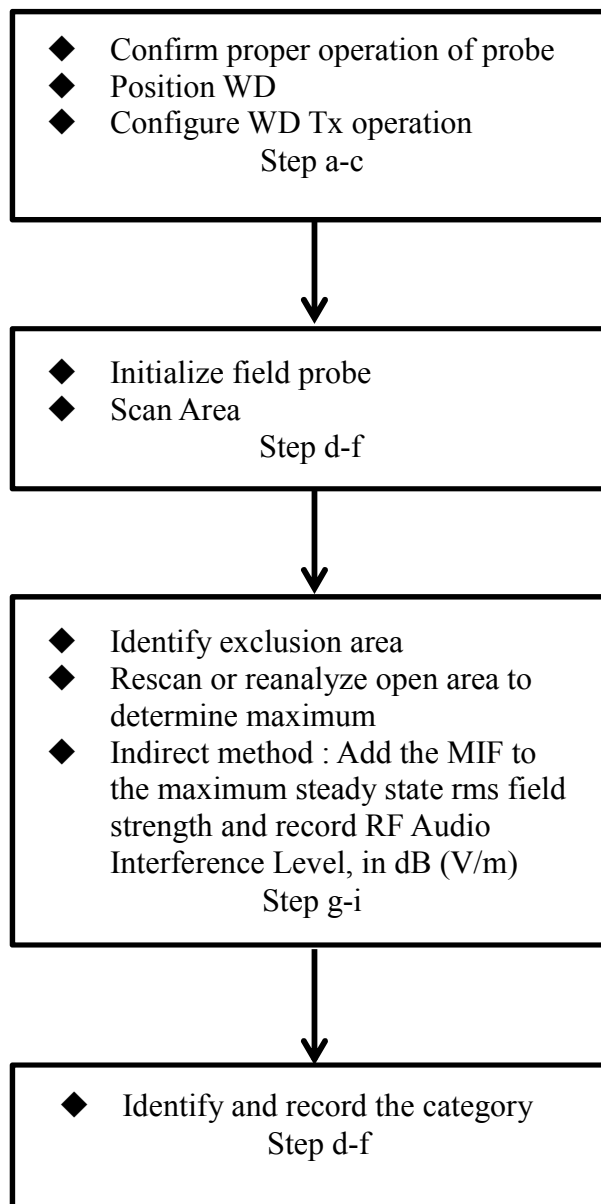 ◆ Confirm proper operation of probe
◆ Position WD
◆ Configure WD Tx operation
Step a-c
◆ Initialize field probe
◆ Scan Area
Step d-f
◆ Identify exclusion area
◆ Rescan or reanalyze open area to
determine maximum
◆ Indirect method : Add the MIF to
the maximum steady state rms field
strength and record RF Audio
Interference Level, in dB (V/m)
Step g-i
◆ Identify and record the category
Step d-f